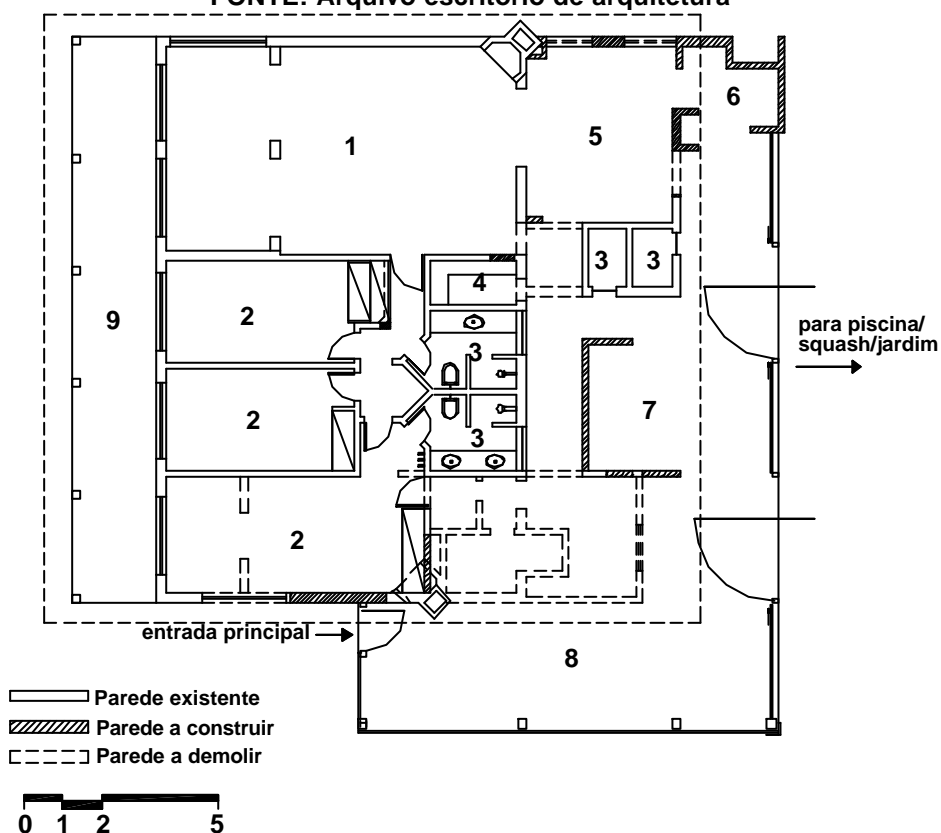 FONTE: Arquivo escritório de arquitetura
6
1
5
3 3
4
9
2
para piscina/
squash/jardim
3
2
7
3
2
entrada principal
8
Parede existente
Parede a construir
Parede a demolir
0 1 2 5